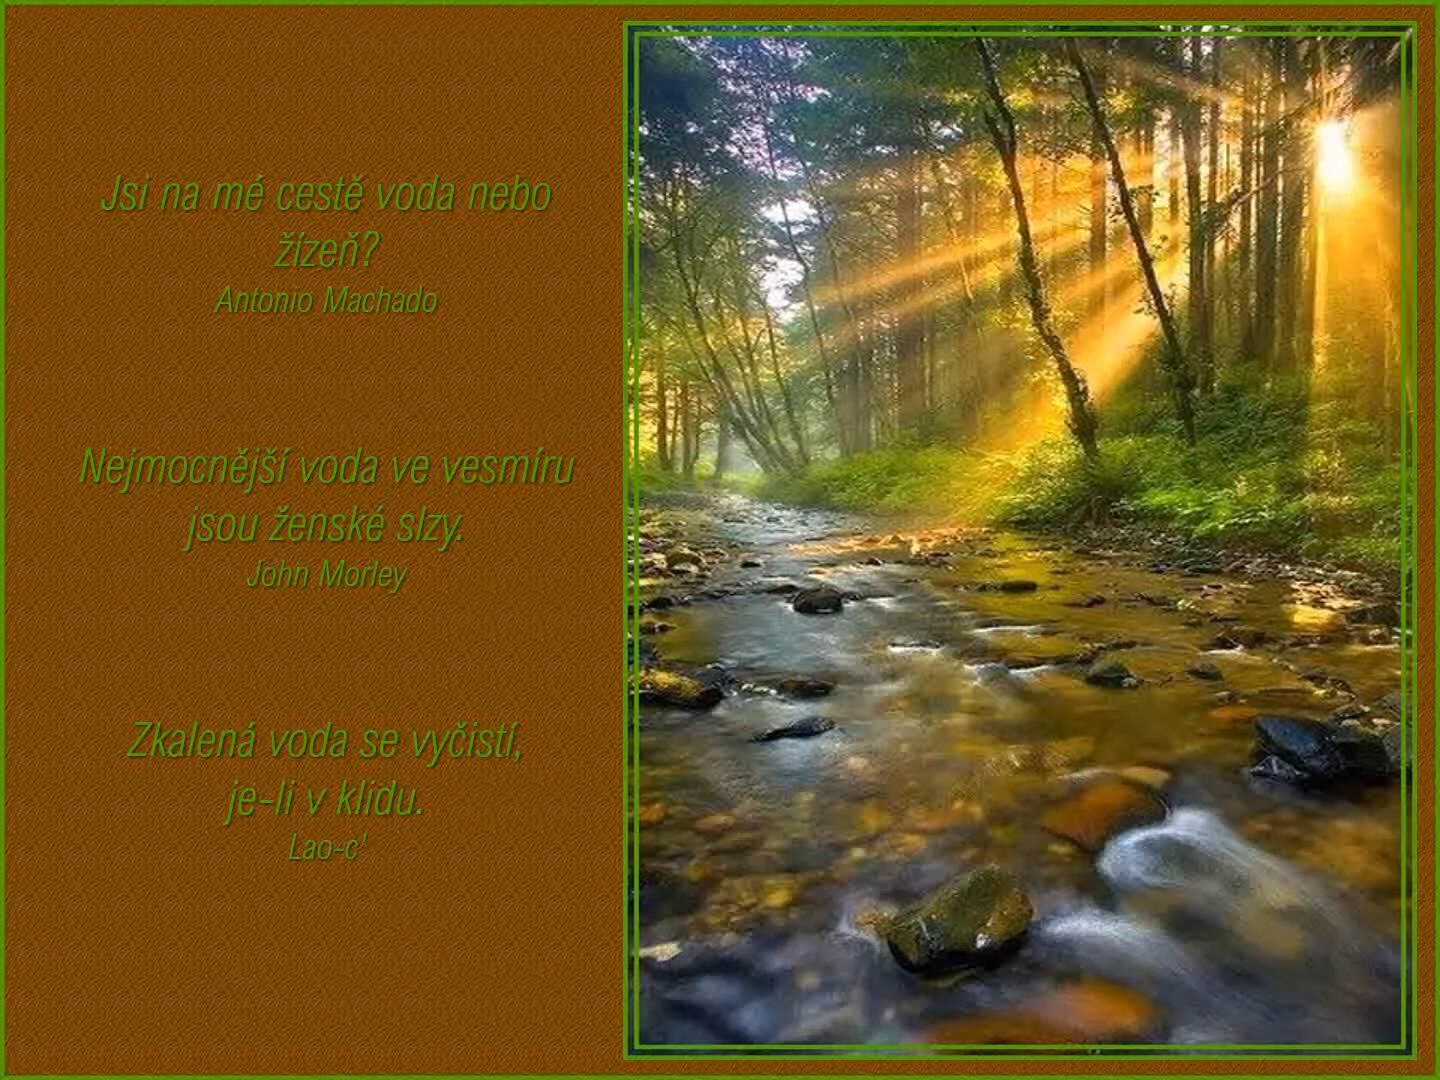 Jsi na mé cestě voda nebo
žízeň?
Antonio Machado
Nejmocnější voda ve vesmíru
jsou ženské slzy.
John Morley
Zkalená voda se vyčistí,
je-li v klidu.
Lao-c'